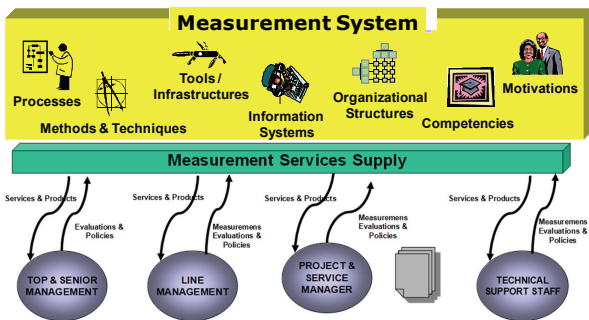 Measurement System
Processes
Methods & Techniques
Tools /
Infrastructures
Information
Systems
Organizational
Structures
Competencies
Motivations
Measurement Services Supply
Services & Products
Evaluations &
Policies
Services & Products
Measuremens
Evaluations &
Policies
Services & Products
Measuremens
Evaluations &
Policies
Services & Products
Measuremens
Evaluations &
Policies
TOP & SENIOR
MANAGEMENT
LINE
MANAGEMENT
PROJECT &
SERVICE
MANAGER
TECHNICAL
SUPPORT STAFF